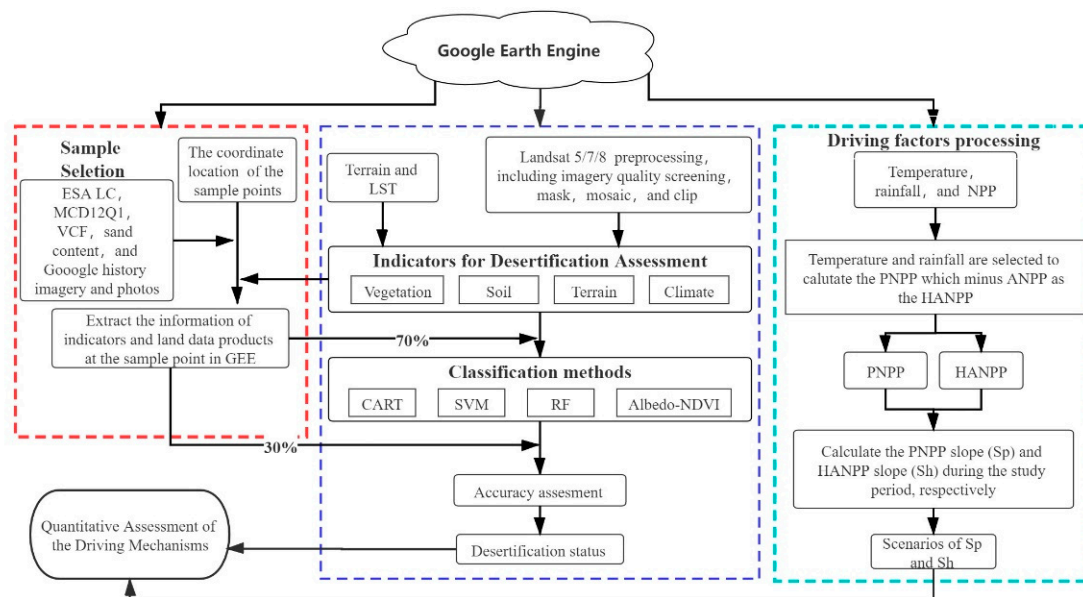 Google Earth Engine
Sample
Seletion
The coordinate
location of the
sample points
ESA LC,
MCD12Q1,
VCF, sand
content, and
Gooogle history
imagery and photos
Extract the information of
indicators and land data products
at the sample point in GEE
70%
30%
Terrain and
LST
Landsat 5/7/8 preprocessing,
including imagery quality screening,
mask, mosaic, and clip
Indicators for Desertification Assessment
Vegetation
Soil
Terrain
Climate
Classification methods
CART
SVM
RF
Albedo-NDVI
Accuracy assesment
Desertification status
Quantitative Assessment of
the Driving Mechanisms
Driving factors processing
Temperature,
rainfall, and NPP
Temperature and rainfall are selected to
calutate the PNPP which minus ANPP as
the HANPP
PNPP
HANPP
Calculate the PNPP slope (Sp) and
HANPP slope (Sh) during the study
period, respectively
Scenarios of Sp
and Sh